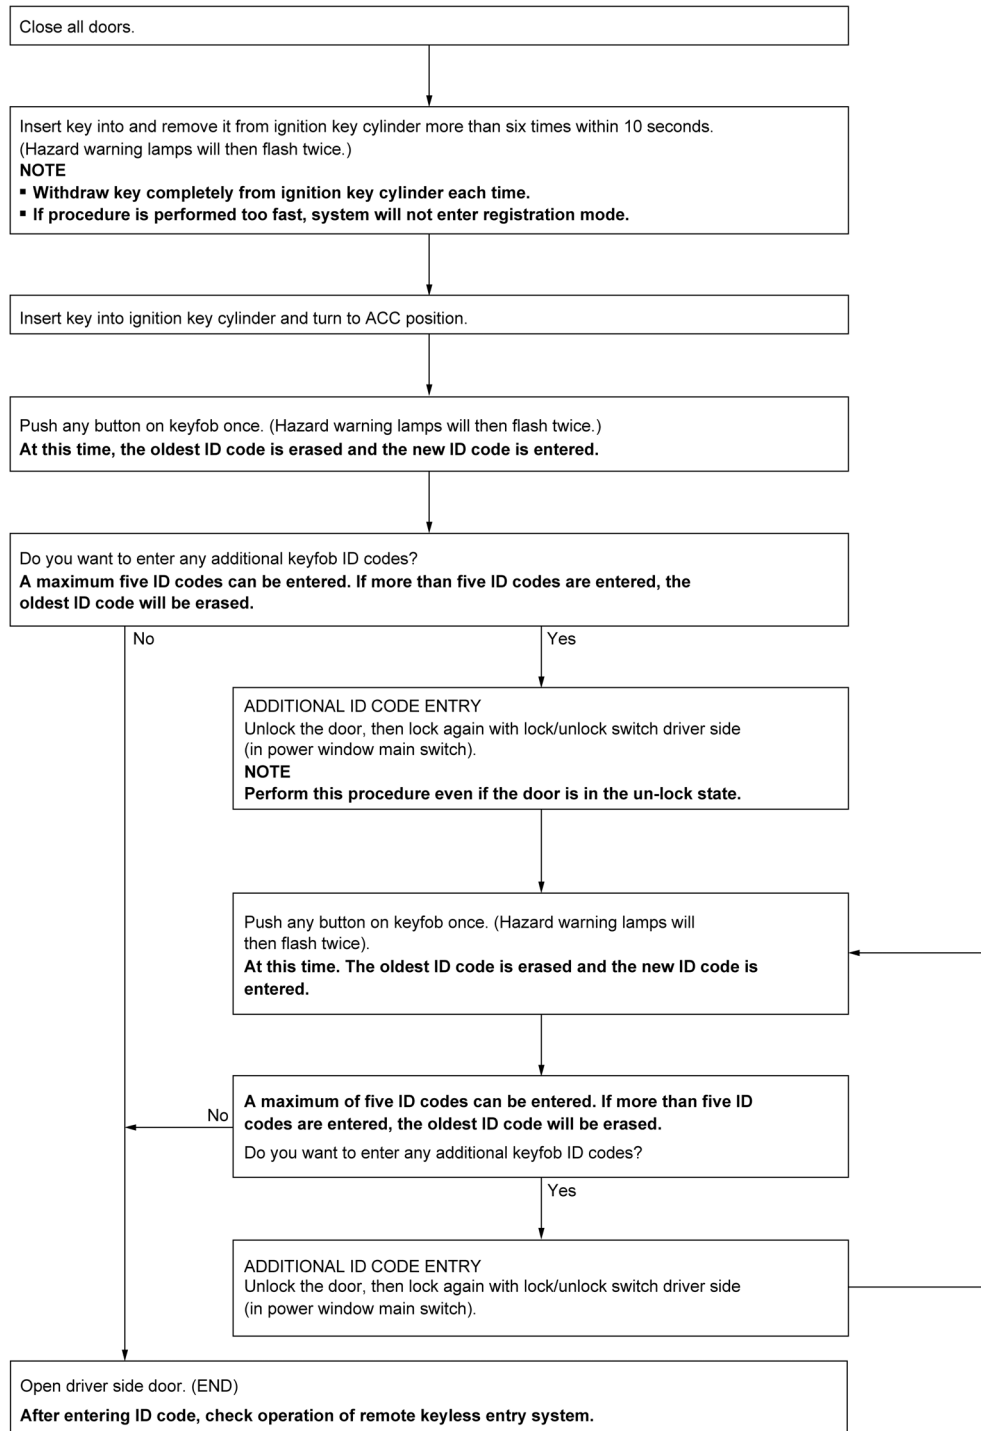 Close all doors.
Insert key into and remove it from ignition key cylinder more than six times within 10 seconds.
(Hazard warning lamps will then flash twice.)
NOTE
▪ Withdraw key completely from ignition key cylinder each time.
▪ If procedure is performed too fast, system will not enter registration mode.
Insert key into ignition key cylinder and turn to ACC position.
Push any button on keyfob once. (Hazard warning lamps will then flash twice.)
At this time, the oldest ID code is erased and the new ID code is entered.
Do you want to enter any additional keyfob ID codes?
A maximum five ID codes can be entered. If more than five ID codes are entered, the
oldest ID code will be erased.
No
Yes
ADDITIONAL ID CODE ENTRY
Unlock the door, then lock again with lock/unlock switch driver side
(in power window main switch).
NOTE
Perform this procedure even if the door is in the un-lock state.
Push any button on keyfob once. (Hazard warning lamps will
then flash twice).
At this time. The oldest ID code is erased and the new ID code is
entered.
No
A maximum of five ID codes can be entered. If more than five ID
codes are entered, the oldest ID code will be erased.
Do you want to enter any additional keyfob ID codes?
Yes
ADDITIONAL ID CODE ENTRY
Unlock the door, then lock again with lock/unlock switch driver side
(in power window main switch).
Open driver side door. (END)
After entering ID code, check operation of remote keyless entry system.